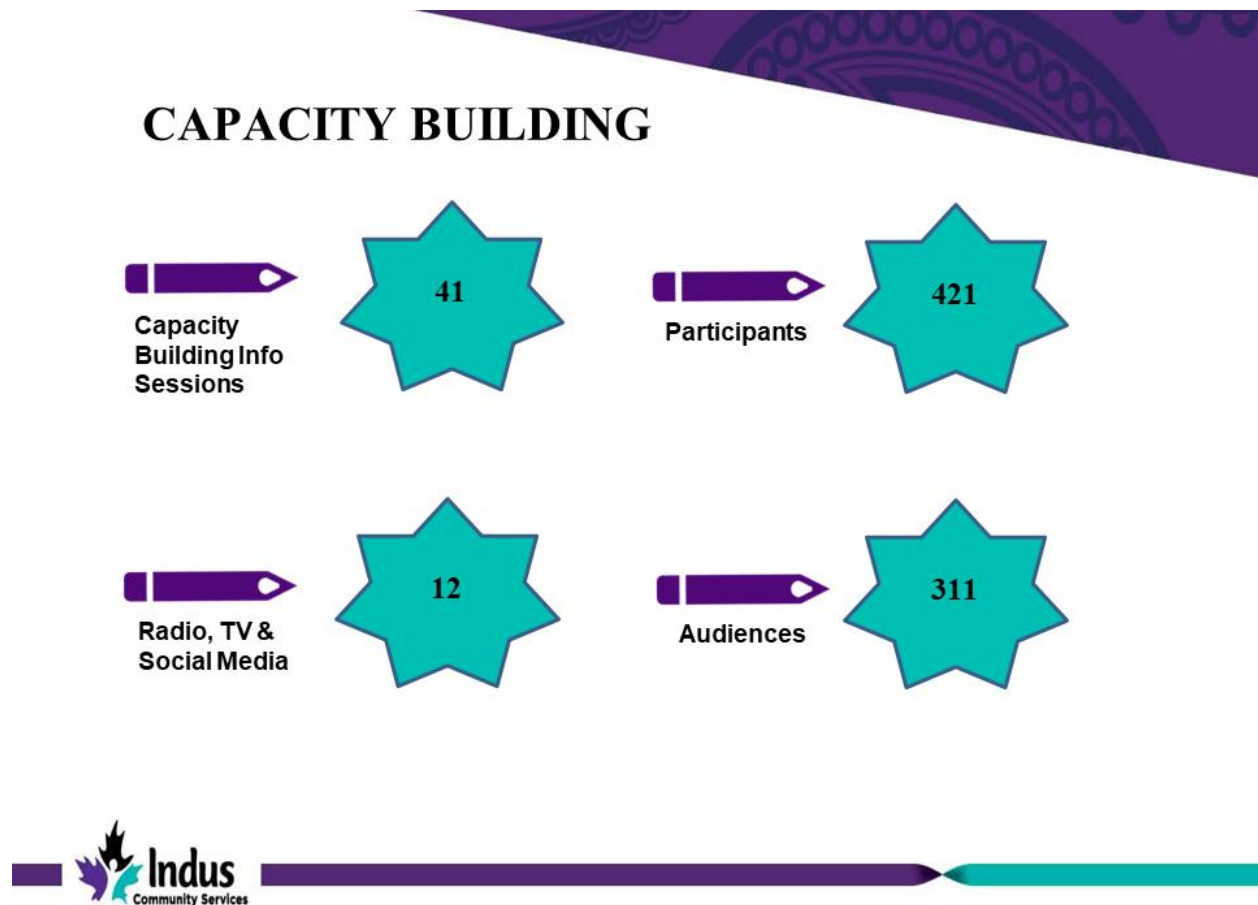 CAPACITY BUILDING
41
Capacity
Building Info
Sessions
421
Participants
12
Radio, TV &
Social Media
311
Audiences
Indus
Community Services